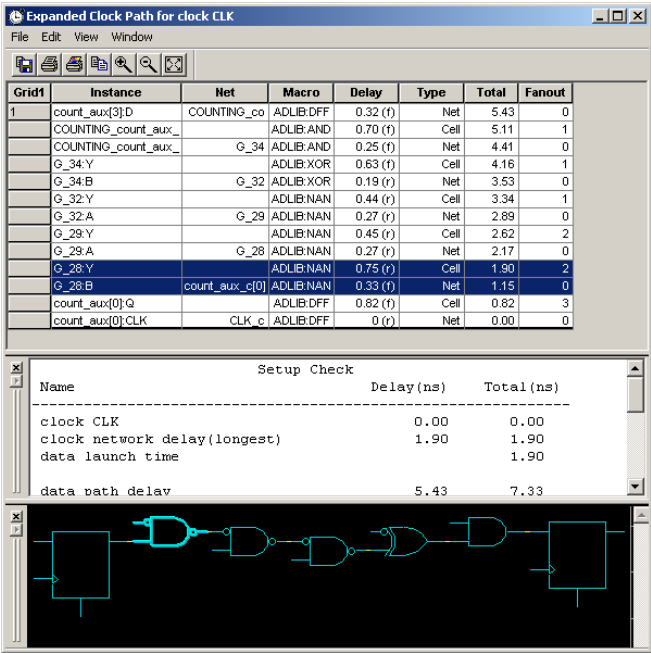 Expanded Clock Path for clock CLK
File Edit View Window
Grid1 Instance Net Macro Delay Type Total Fanout
1 count_aux[3]:D COUNTING_co ADLIB:DFF 0.32 (f) Net 5.43 0
COUNTING_count_aux_ ADLIB:AND 0.70 (f) Cell 5.11 1
COUNTING_count_aux_ G_34 ADLIB:AND 0.25 (f) Net 4.41 0
G_34:Y ADLIB:XOR 0.63 (f) Cell 4.16 1
G_34:B G_32 ADLIB:XOR 0.19 (r) Net 3.53 0
G_32:Y ADLIB:NAN 0.44 (r) Cell 3.34 1
G_32:A G_29 ADLIB:NAN 0.27 (r) Net 2.89 0
G_29:Y ADLIB:NAN 0.45 (r) Cell 2.62 2
G_29:A G_28 ADLIB:NAN 0.27 (r) Net 2.17 0
G_28:Y ADLIB:NAN 0.75 (r) Cell 1.90 2
G_28:B count_aux_c[0] ADLIB:NAN 0.33 (f) Net 1.15 0
count_aux[0]:Q ADLIB:DFF 0.82 (f) Cell 0.82 3
count_aux[0]:CLK CLK_c ADLIB:DFF 0 (r) Net 0.00 0
Setup Check
Name Delay(ns) Total(ns)
clock CLK 0.00 0.00
clock network delay(longest) 1.90 1.90
data launch time 1.90
data path delay 5.43 7.33